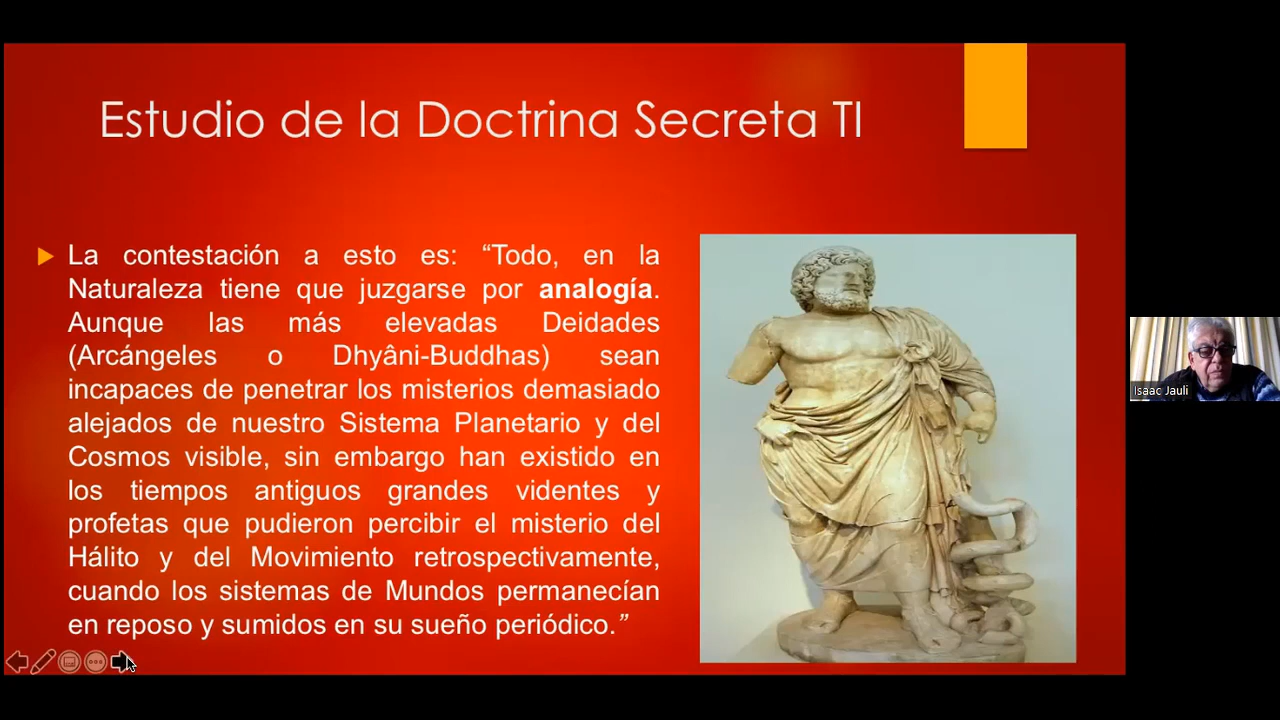 Estudio de la Doctrina Secreta TI
La contestación a esto es: “Todo, en la
Naturaleza tiene que juzgarse por analogía.
Aunque las más elevadas Deidades
(Arcángeles o Dhyâni-Buddhas) sean
incapaces de penetrar los misterios demasiado
alejados de nuestro Sistema Planetario y del
Cosmos visible, sin embargo han existido en
los tiempos antiguos grandes videntes y
profetas que pudieron percibir el misterio del
Hálito y del Movimiento retrospectivamente,
cuando los sistemas de Mundos permanecían
en reposo y sumidos en su sueño periódico.”
Isaac Jauli